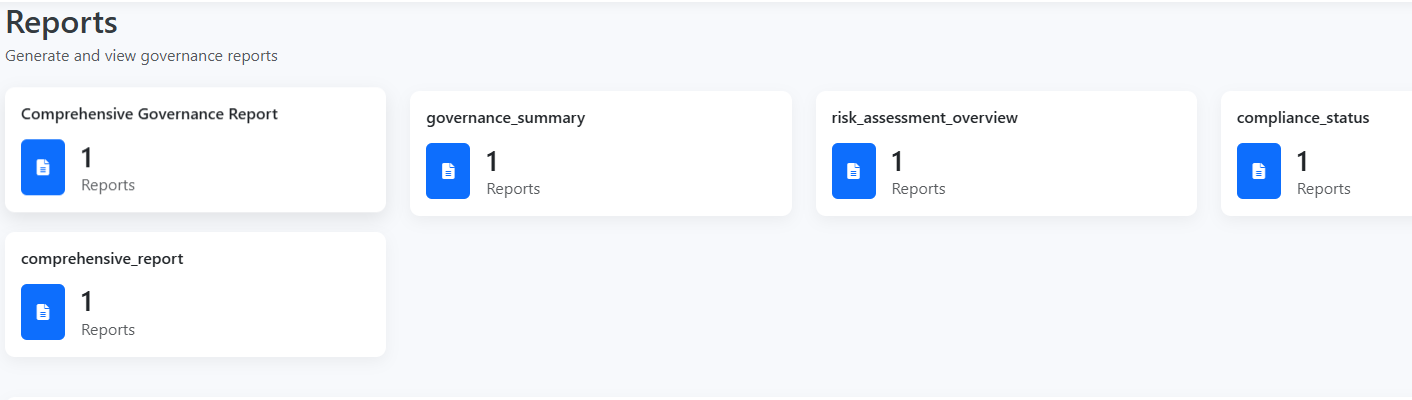 Reports
Generate and view governance reports
Comprehensive Governance Report
1
Reports
governance_summary
1
Reports
risk_assessment_overview
1
Reports
compliance_status
1
Reports
comprehensive_report
1
Reports